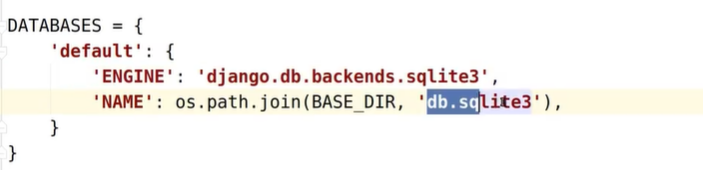 DATABASES = {
    'default': {
        'ENGINE': 'django.db.backends.sqlite3',
        'NAME': os.path.join(BASE_DIR, 'db.sqlite3'),
    }
}